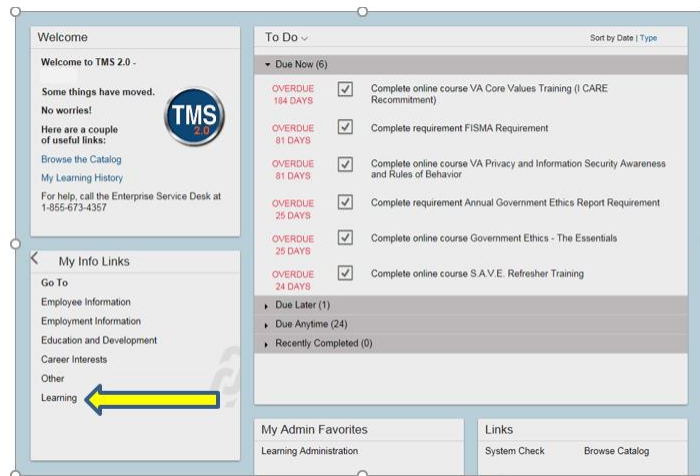 Welcome
Welcome to TMS 2.0 -
Some things have moved.
No worries!
Here are a couple
of useful links:
TMS
2.0
Browse the Catalog
My Learning History
For help, call the Enterprise Service Desk at
1-855-673-4357
My Info Links
Go To
Employee Information
Employment Information
Education and Development
Career Interests
Other
Learning
To Do
Sort by Date | Type
Due Now (6)
OVERDUE
184 DAYS
Complete online course VA Core Values Training (I CARE
Recommitment)
OVERDUE
81 DAYS
Complete requirement FISMA Requirement
OVERDUE
81 DAYS
Complete online course VA Privacy and Information Security Awareness
and Rules of Behavior
OVERDUE
25 DAYS
Complete requirement Annual Government Ethics Report Requirement
OVERDUE
25 DAYS
Complete online course Government Ethics - The Essentials
OVERDUE
24 DAYS
Complete online course S.A.V.E. Refresher Training
Due Later (1)
Due Anytime (24)
Recently Completed (0)
My Admin Favorites
Learning Administration
Links
System Check
Browse Catalog